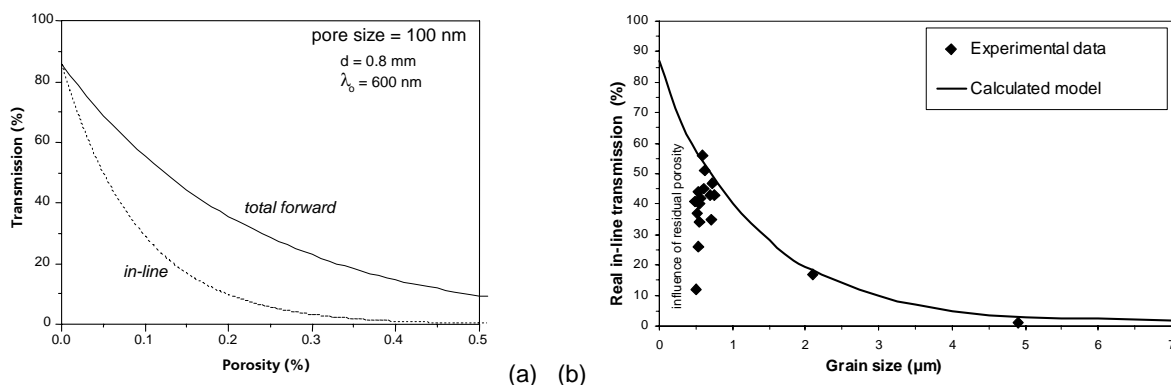 100
80
60
40
20
0
Transmission (%)
pore size = 100 nm
d = 0.8 mm
λo = 600 nm
total forward
in-line
0.0 0.1 0.2 0.3 0.4 0.5
Porosity (%)
(a)
(b)
100
90
80
70
60
50
40
30
20
10
0
Real in-line transmission (%)
influence of residual porosity
Experimental data
Calculated model
0 1 2 3 4 5 6 7
Grain size (µm)